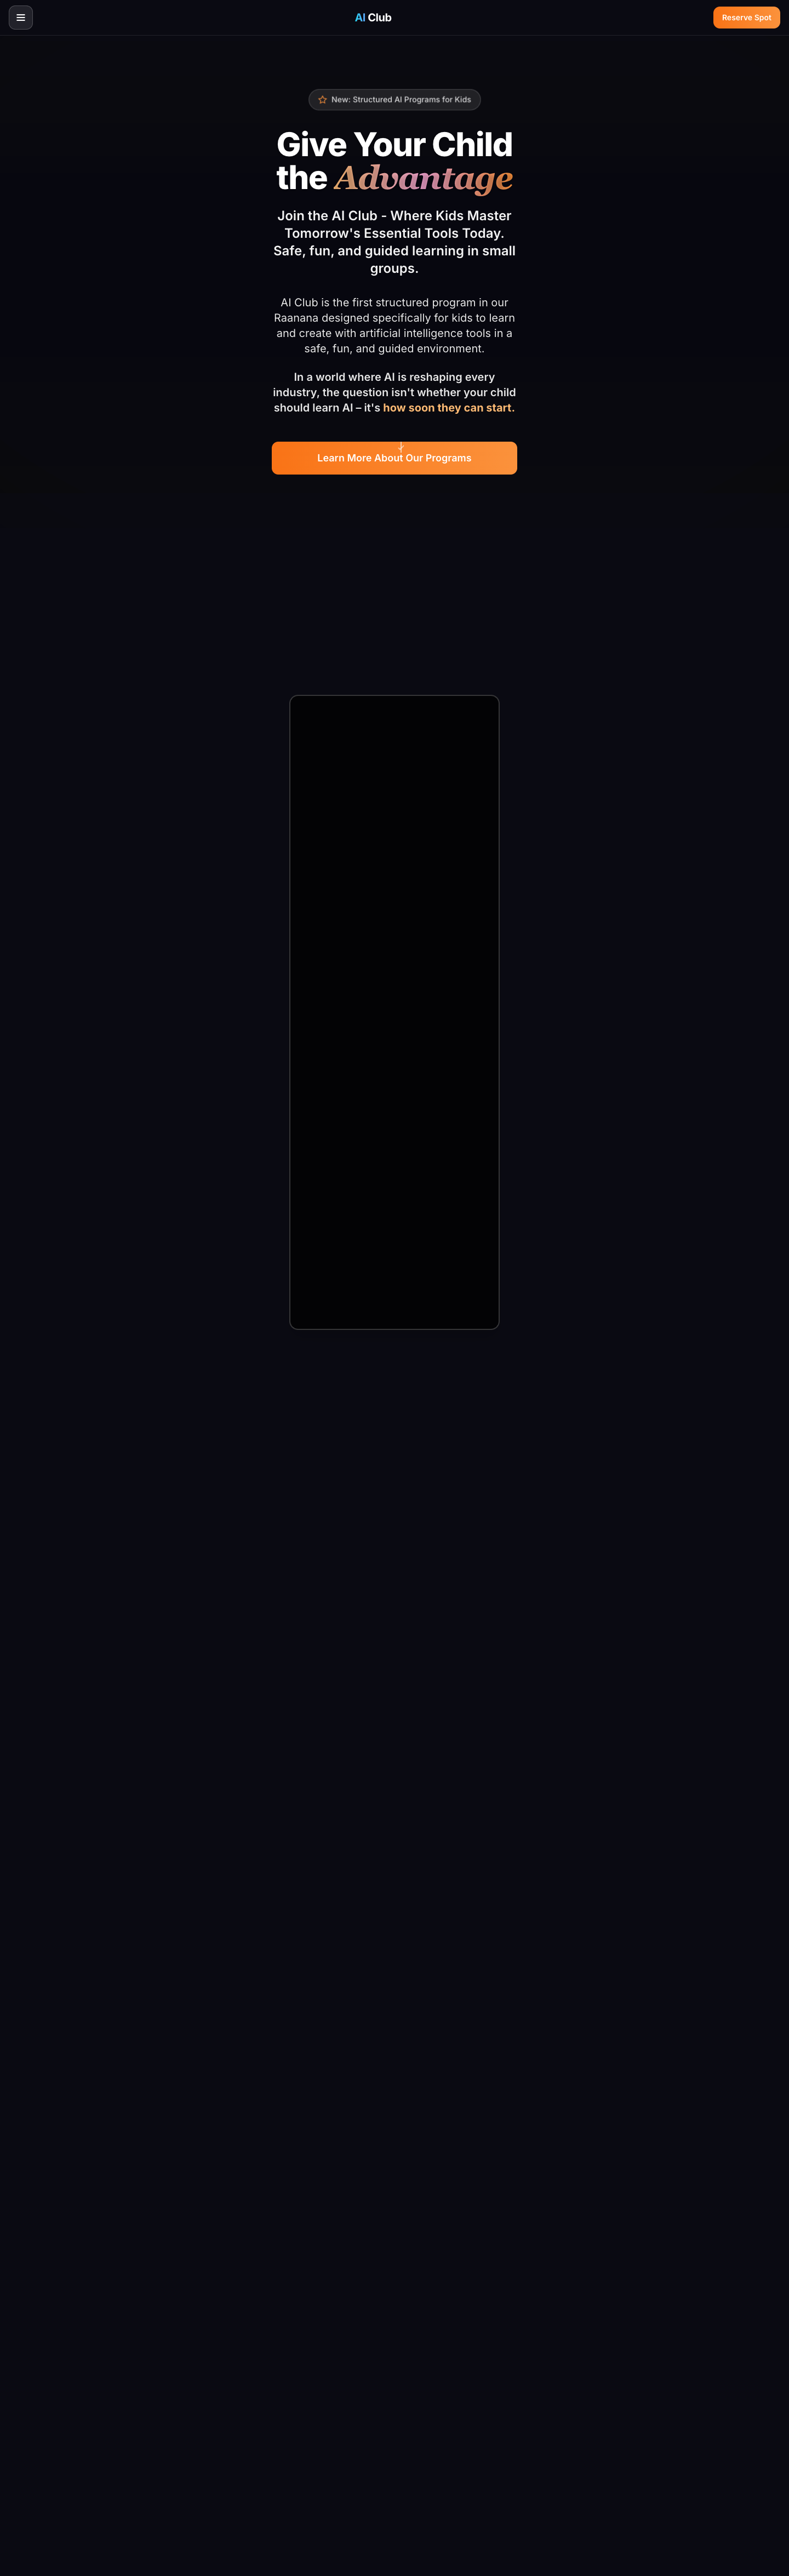 AI Club
Reserve Spot
New: Structured AI Programs for Kids
Give Your Child
the Advantage
Join the AI Club - Where Kids Master
Tomorrow's Essential Tools Today.
Safe, fun, and guided learning in small
groups.
AI Club is the first structured program in our
Raanana designed specifically for kids to learn
and create with artificial intelligence tools in a
safe, fun, and guided environment.
In a world where AI is reshaping every
industry, the question isn't whether your child
should learn AI – it's how soon they can start.
Learn More About Our Programs